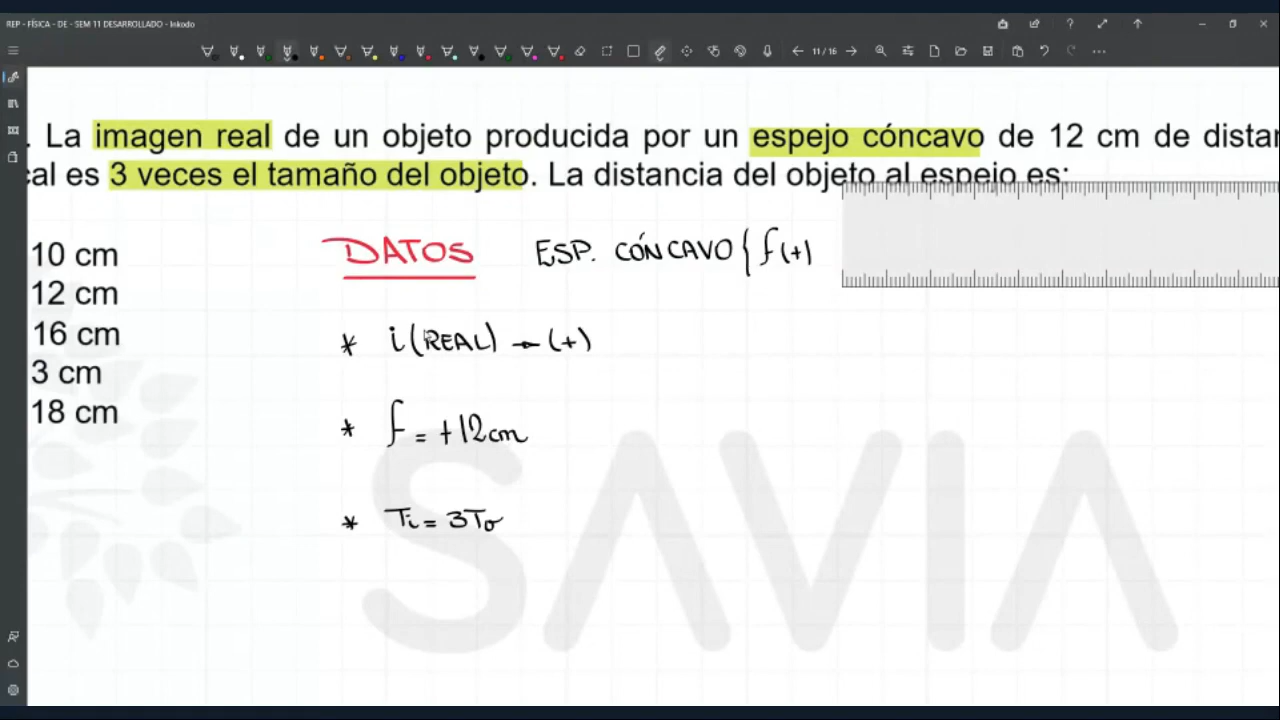 REP - FÍSICA - DE - SEM 11 DESARROLLADO - Inkodo
11 / 16
. La imagen real de un objeto producida por un espejo cóncavo de 12 cm de distan
cal es 3 veces el tamaño del objeto. La distancia del objeto al espejo es:
10 cm
12 cm
16 cm
3 cm
18 cm
DATOS ESP. CÓNCAVO { f(+)
* i (REAL) → (+)
* f = +12cm
* Ti = 3To
SAVIA